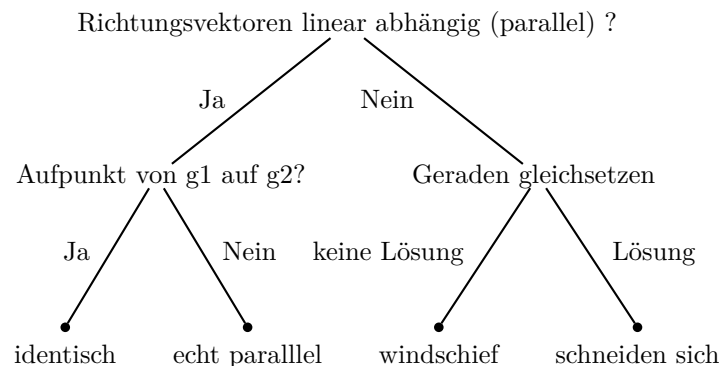 Richtungsvektoren linear abhängig (parallel) ?
Ja
Nein
Aufpunkt von g1 auf g2?
Geraden gleichsetzen
Ja
Nein
keine Lösung
Lösung
identisch
echt paralllel
windschief
schneiden sich